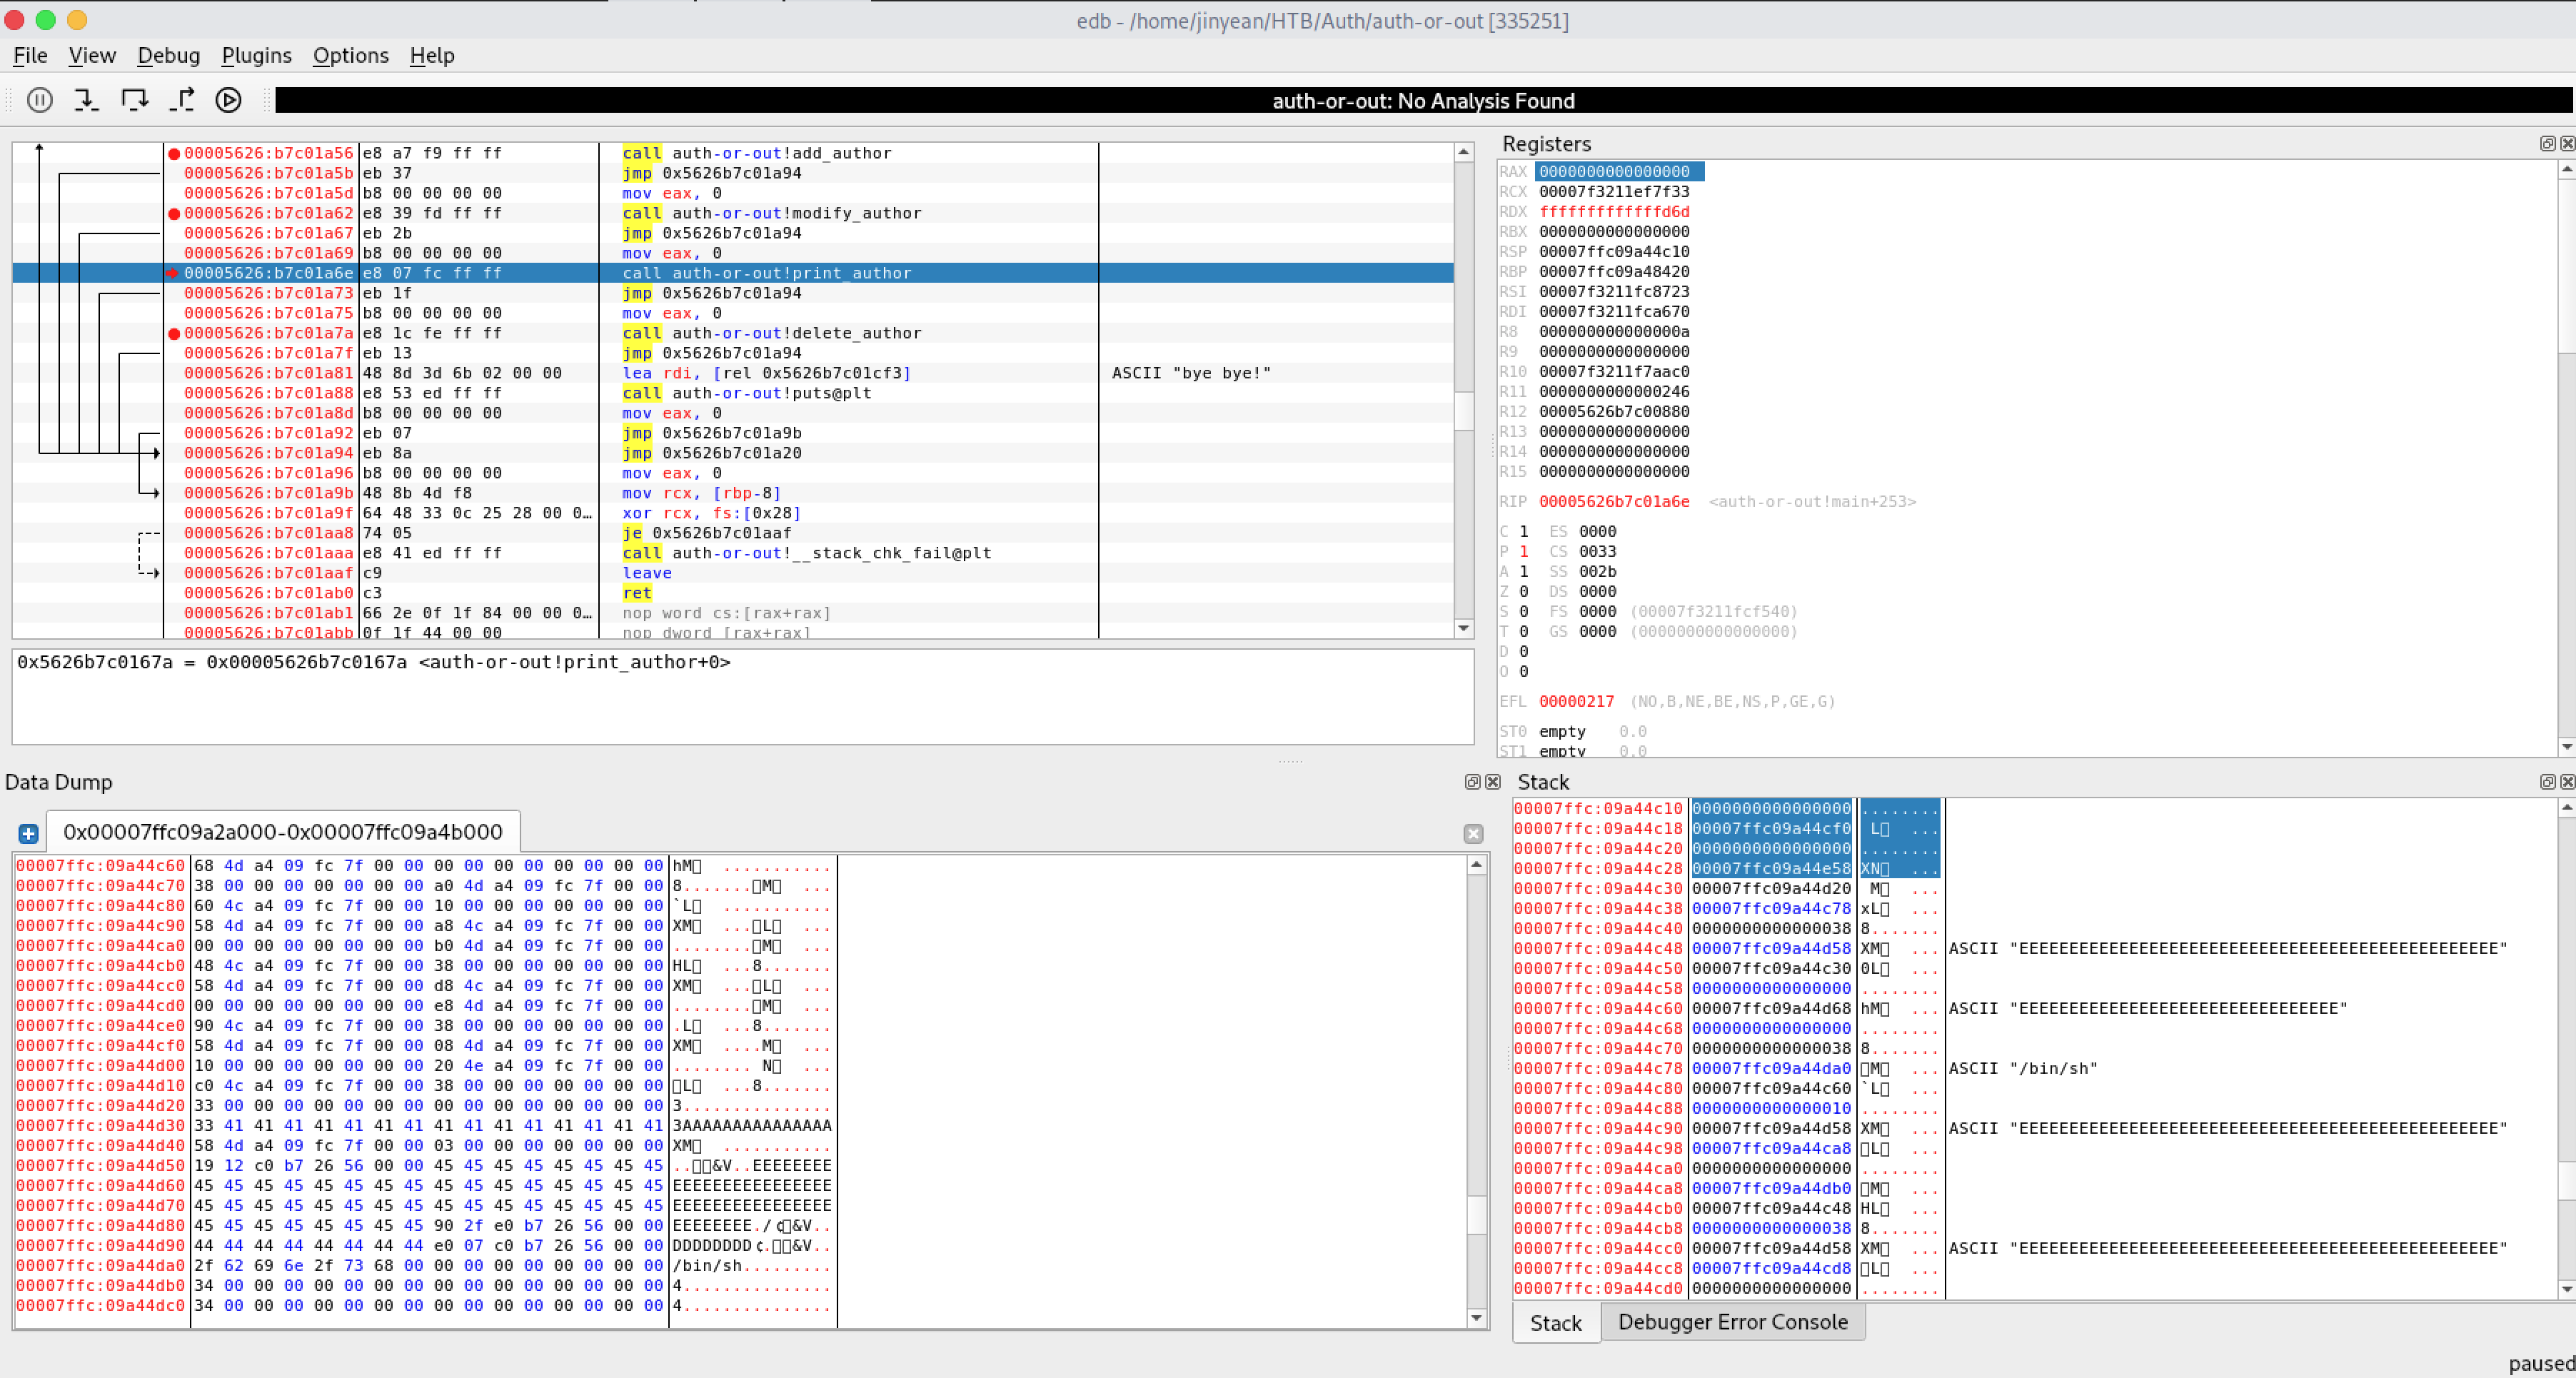 edb - /home/jinyean/HTB/Auth/auth-or-out [335251]
File View Debug Plugins Options Help
auth-or-out: No Analysis Found
00005626:b7c01a56 e8 a7 f9 ff ff call auth-or-out!add_author
00005626:b7c01a5b eb 37 jmp 0x5626b7c01a94
00005626:b7c01a5d b8 00 00 00 00 mov eax, 0
00005626:b7c01a62 e8 39 fd ff ff call auth-or-out!modify_author
00005626:b7c01a67 eb 2b jmp 0x5626b7c01a94
00005626:b7c01a69 b8 00 00 00 00 mov eax, 0
00005626:b7c01a6e e8 07 fc ff ff call auth-or-out!print_author
00005626:b7c01a73 eb 1f jmp 0x5626b7c01a94
00005626:b7c01a75 b8 00 00 00 00 mov eax, 0
00005626:b7c01a7a e8 1c fe ff ff call auth-or-out!delete_author
00005626:b7c01a7f eb 13 jmp 0x5626b7c01a94
00005626:b7c01a81 48 8d 3d 6b 02 00 00 lea rdi, [rel 0x5626b7c01cf3] ASCII "bye bye!"
00005626:b7c01a88 e8 53 ed ff ff call auth-or-out!puts@plt
00005626:b7c01a8d b8 00 00 00 00 mov eax, 0
00005626:b7c01a92 eb 07 jmp 0x5626b7c01a9b
00005626:b7c01a94 eb 8a jmp 0x5626b7c01a20
00005626:b7c01a96 b8 00 00 00 00 mov eax, 0
00005626:b7c01a9b 48 8b 4d f8 mov rcx, [rbp-8]
00005626:b7c01a9f 64 48 33 0c 25 28 00 0… xor rcx, fs:[0x28]
00005626:b7c01aa8 74 05 je 0x5626b7c01aaf
00005626:b7c01aaa e8 41 ed ff ff call auth-or-out!__stack_chk_fail@plt
00005626:b7c01aaf c9 leave
00005626:b7c01ab0 c3 ret
00005626:b7c01ab1 66 2e 0f 1f 84 00 00 0… nop word cs:[rax+rax]
00005626:b7c01abb 0f 1f 44 00 00 nop dword [rax+rax]
0x5626b7c0167a = 0x00005626b7c0167a <auth-or-out!print_author+0>
Registers
RAX 0000000000000000
RCX 00007f3211ef7f33
RDX fffffffffffffd6d
RBX 0000000000000000
RSP 00007ffc09a44c10
RBP 00007ffc09a48420
RSI 00007f3211fc8723
RDI 00007f3211fca670
R8 000000000000000a
R9 0000000000000000
R10 00007f3211f7aac0
R11 0000000000000246
R12 00005626b7c00880
R13 0000000000000000
R14 0000000000000000
R15 0000000000000000
RIP 00005626b7c01a6e <auth-or-out!main+253>
C 1 ES 0000
P 1 CS 0033
A 1 SS 002b
Z 0 DS 0000
S 0 FS 0000 (00007f3211fcf540)
T 0 GS 0000 (0000000000000000)
D 0
O 0
EFL 00000217 (NO,B,NE,BE,NS,P,GE,G)
ST0 empty 0.0
ST1 empty 0.0
Data Dump
0x00007ffc09a2a000-0x00007ffc09a4b000
00007ffc:09a44c60 68 4d a4 09 fc 7f 00 00 00 00 00 00 00 00 00 00 hM□ ...........
00007ffc:09a44c70 38 00 00 00 00 00 00 00 a0 4d a4 09 fc 7f 00 00 8.......□M□ ...
00007ffc:09a44c80 60 4c a4 09 fc 7f 00 00 10 00 00 00 00 00 00 00 `L□ ...........
00007ffc:09a44c90 58 4d a4 09 fc 7f 00 00 a8 4c a4 09 fc 7f 00 00 XM□ ...□L□ ...
00007ffc:09a44ca0 00 00 00 00 00 00 00 00 b0 4d a4 09 fc 7f 00 00 ........□M□ ...
00007ffc:09a44cb0 48 4c a4 09 fc 7f 00 00 38 00 00 00 00 00 00 00 HL□ ...8.......
00007ffc:09a44cc0 58 4d a4 09 fc 7f 00 00 d8 4c a4 09 fc 7f 00 00 XM□ ...□L□ ...
00007ffc:09a44cd0 00 00 00 00 00 00 00 00 e8 4d a4 09 fc 7f 00 00 ........□M□ ...
00007ffc:09a44ce0 90 4c a4 09 fc 7f 00 00 38 00 00 00 00 00 00 00 .L□ ...8.......
00007ffc:09a44cf0 58 4d a4 09 fc 7f 00 00 08 4d a4 09 fc 7f 00 00 XM□ ....M□ ...
00007ffc:09a44d00 10 00 00 00 00 00 00 00 20 4e a4 09 fc 7f 00 00 ........ N□ ...
00007ffc:09a44d10 c0 4c a4 09 fc 7f 00 00 38 00 00 00 00 00 00 00 □L□ ...8.......
00007ffc:09a44d20 33 00 00 00 00 00 00 00 00 00 00 00 00 00 00 00 3...............
00007ffc:09a44d30 33 41 41 41 41 41 41 41 41 41 41 41 41 41 41 41 3AAAAAAAAAAAAAAA
00007ffc:09a44d40 58 4d a4 09 fc 7f 00 00 03 00 00 00 00 00 00 00 XM□ ...........
00007ffc:09a44d50 19 12 c0 b7 26 56 00 00 45 45 45 45 45 45 45 45 ..□□&V..EEEEEEEE
00007ffc:09a44d60 45 45 45 45 45 45 45 45 45 45 45 45 45 45 45 45 EEEEEEEEEEEEEEEE
00007ffc:09a44d70 45 45 45 45 45 45 45 45 45 45 45 45 45 45 45 45 EEEEEEEEEEEEEEEE
00007ffc:09a44d80 45 45 45 45 45 45 45 45 90 2f e0 b7 26 56 00 00 EEEEEEEE./¢□&V..
00007ffc:09a44d90 44 44 44 44 44 44 44 44 e0 07 c0 b7 26 56 00 00 DDDDDDDD¢.□□&V..
00007ffc:09a44da0 2f 62 69 6e 2f 73 68 00 00 00 00 00 00 00 00 00 /bin/sh.........
00007ffc:09a44db0 34 00 00 00 00 00 00 00 00 00 00 00 00 00 00 00 4...............
00007ffc:09a44dc0 34 00 00 00 00 00 00 00 00 00 00 00 00 00 00 00 4...............
Stack
00007ffc:09a44c10 0000000000000000 ........
00007ffc:09a44c18 00007ffc09a44cf0 L□ ...
00007ffc:09a44c20 0000000000000000 ........
00007ffc:09a44c28 00007ffc09a44e58 XN□ ...
00007ffc:09a44c30 00007ffc09a44d20 M□ ...
00007ffc:09a44c38 00007ffc09a44c78 xL□ ...
00007ffc:09a44c40 0000000000000038 8.......
00007ffc:09a44c48 00007ffc09a44d58 XM□ ... ASCII "EEEEEEEEEEEEEEEEEEEEEEEEEEEEEEEEEEEEEEEEEEEEEEEE"
00007ffc:09a44c50 00007ffc09a44c30 0L□ ...
00007ffc:09a44c58 0000000000000000 ........
00007ffc:09a44c60 00007ffc09a44d68 hM□ ... ASCII "EEEEEEEEEEEEEEEEEEEEEEEEEEEEEEEE"
00007ffc:09a44c68 0000000000000000 ........
00007ffc:09a44c70 0000000000000038 8.......
00007ffc:09a44c78 00007ffc09a44da0 □M□ ... ASCII "/bin/sh"
00007ffc:09a44c80 00007ffc09a44c60 `L□ ...
00007ffc:09a44c88 0000000000000010 ........
00007ffc:09a44c90 00007ffc09a44d58 XM□ ... ASCII "EEEEEEEEEEEEEEEEEEEEEEEEEEEEEEEEEEEEEEEEEEEEEEEE"
00007ffc:09a44c98 00007ffc09a44ca8 □L□ ...
00007ffc:09a44ca0 0000000000000000 ........
00007ffc:09a44ca8 00007ffc09a44db0 □M□ ...
00007ffc:09a44cb0 00007ffc09a44c48 HL□ ...
00007ffc:09a44cb8 0000000000000038 8.......
00007ffc:09a44cc0 00007ffc09a44d58 XM□ ... ASCII "EEEEEEEEEEEEEEEEEEEEEEEEEEEEEEEEEEEEEEEEEEEEEEEE"
00007ffc:09a44cc8 00007ffc09a44cd8 □L□ ...
00007ffc:09a44cd0 0000000000000000 ........
Stack Debugger Error Console
paused